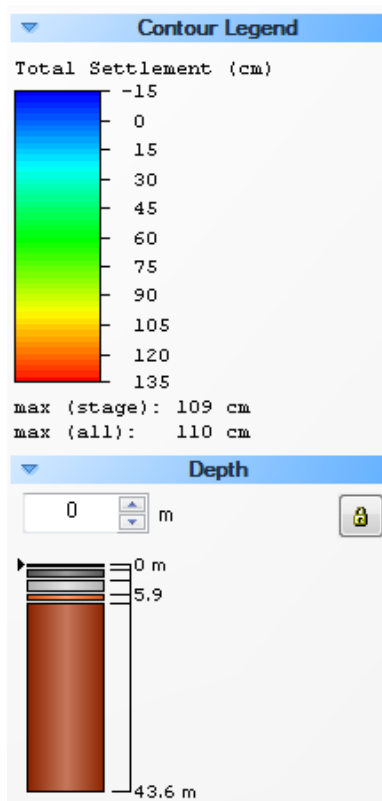 Contour Legend
Total Settlement (cm)
-15
0
15
30
45
60
75
90
105
120
135
max (stage): 109 cm
max (all): 110 cm
Depth
0 m
0 m
5.9
43.6 m